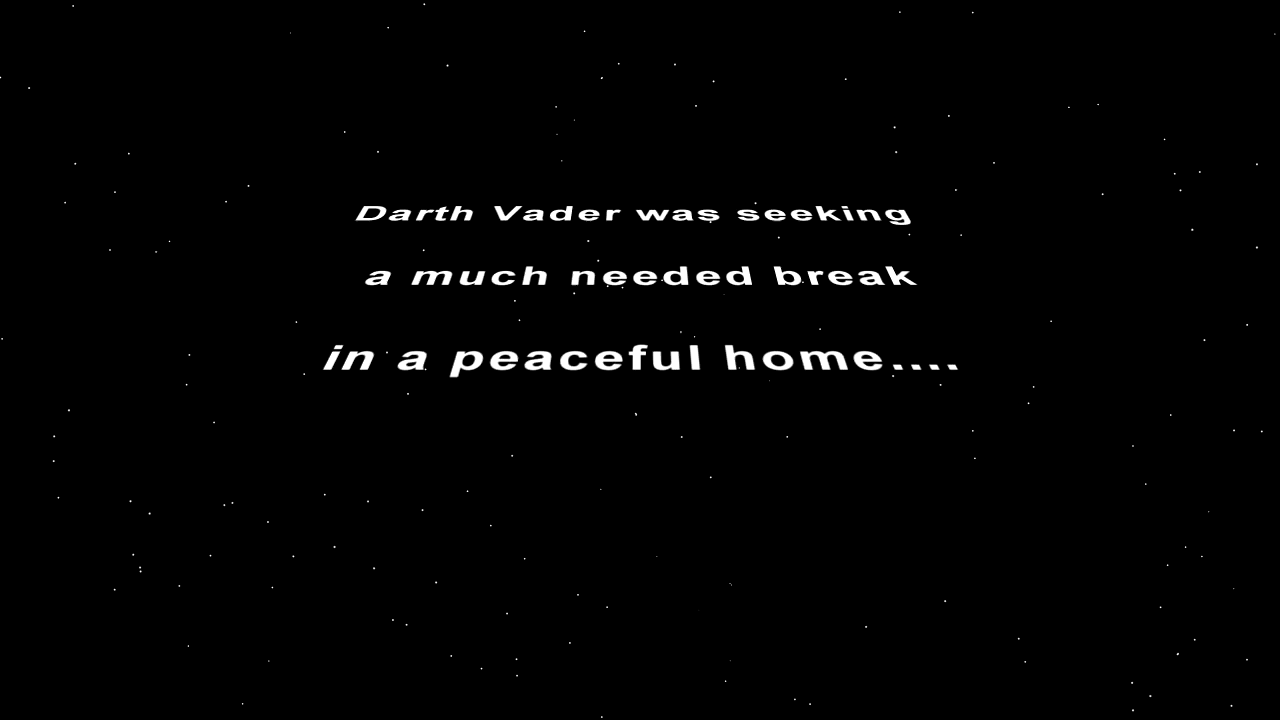 Darth Vader was seeking
a much needed break
in a peaceful home....